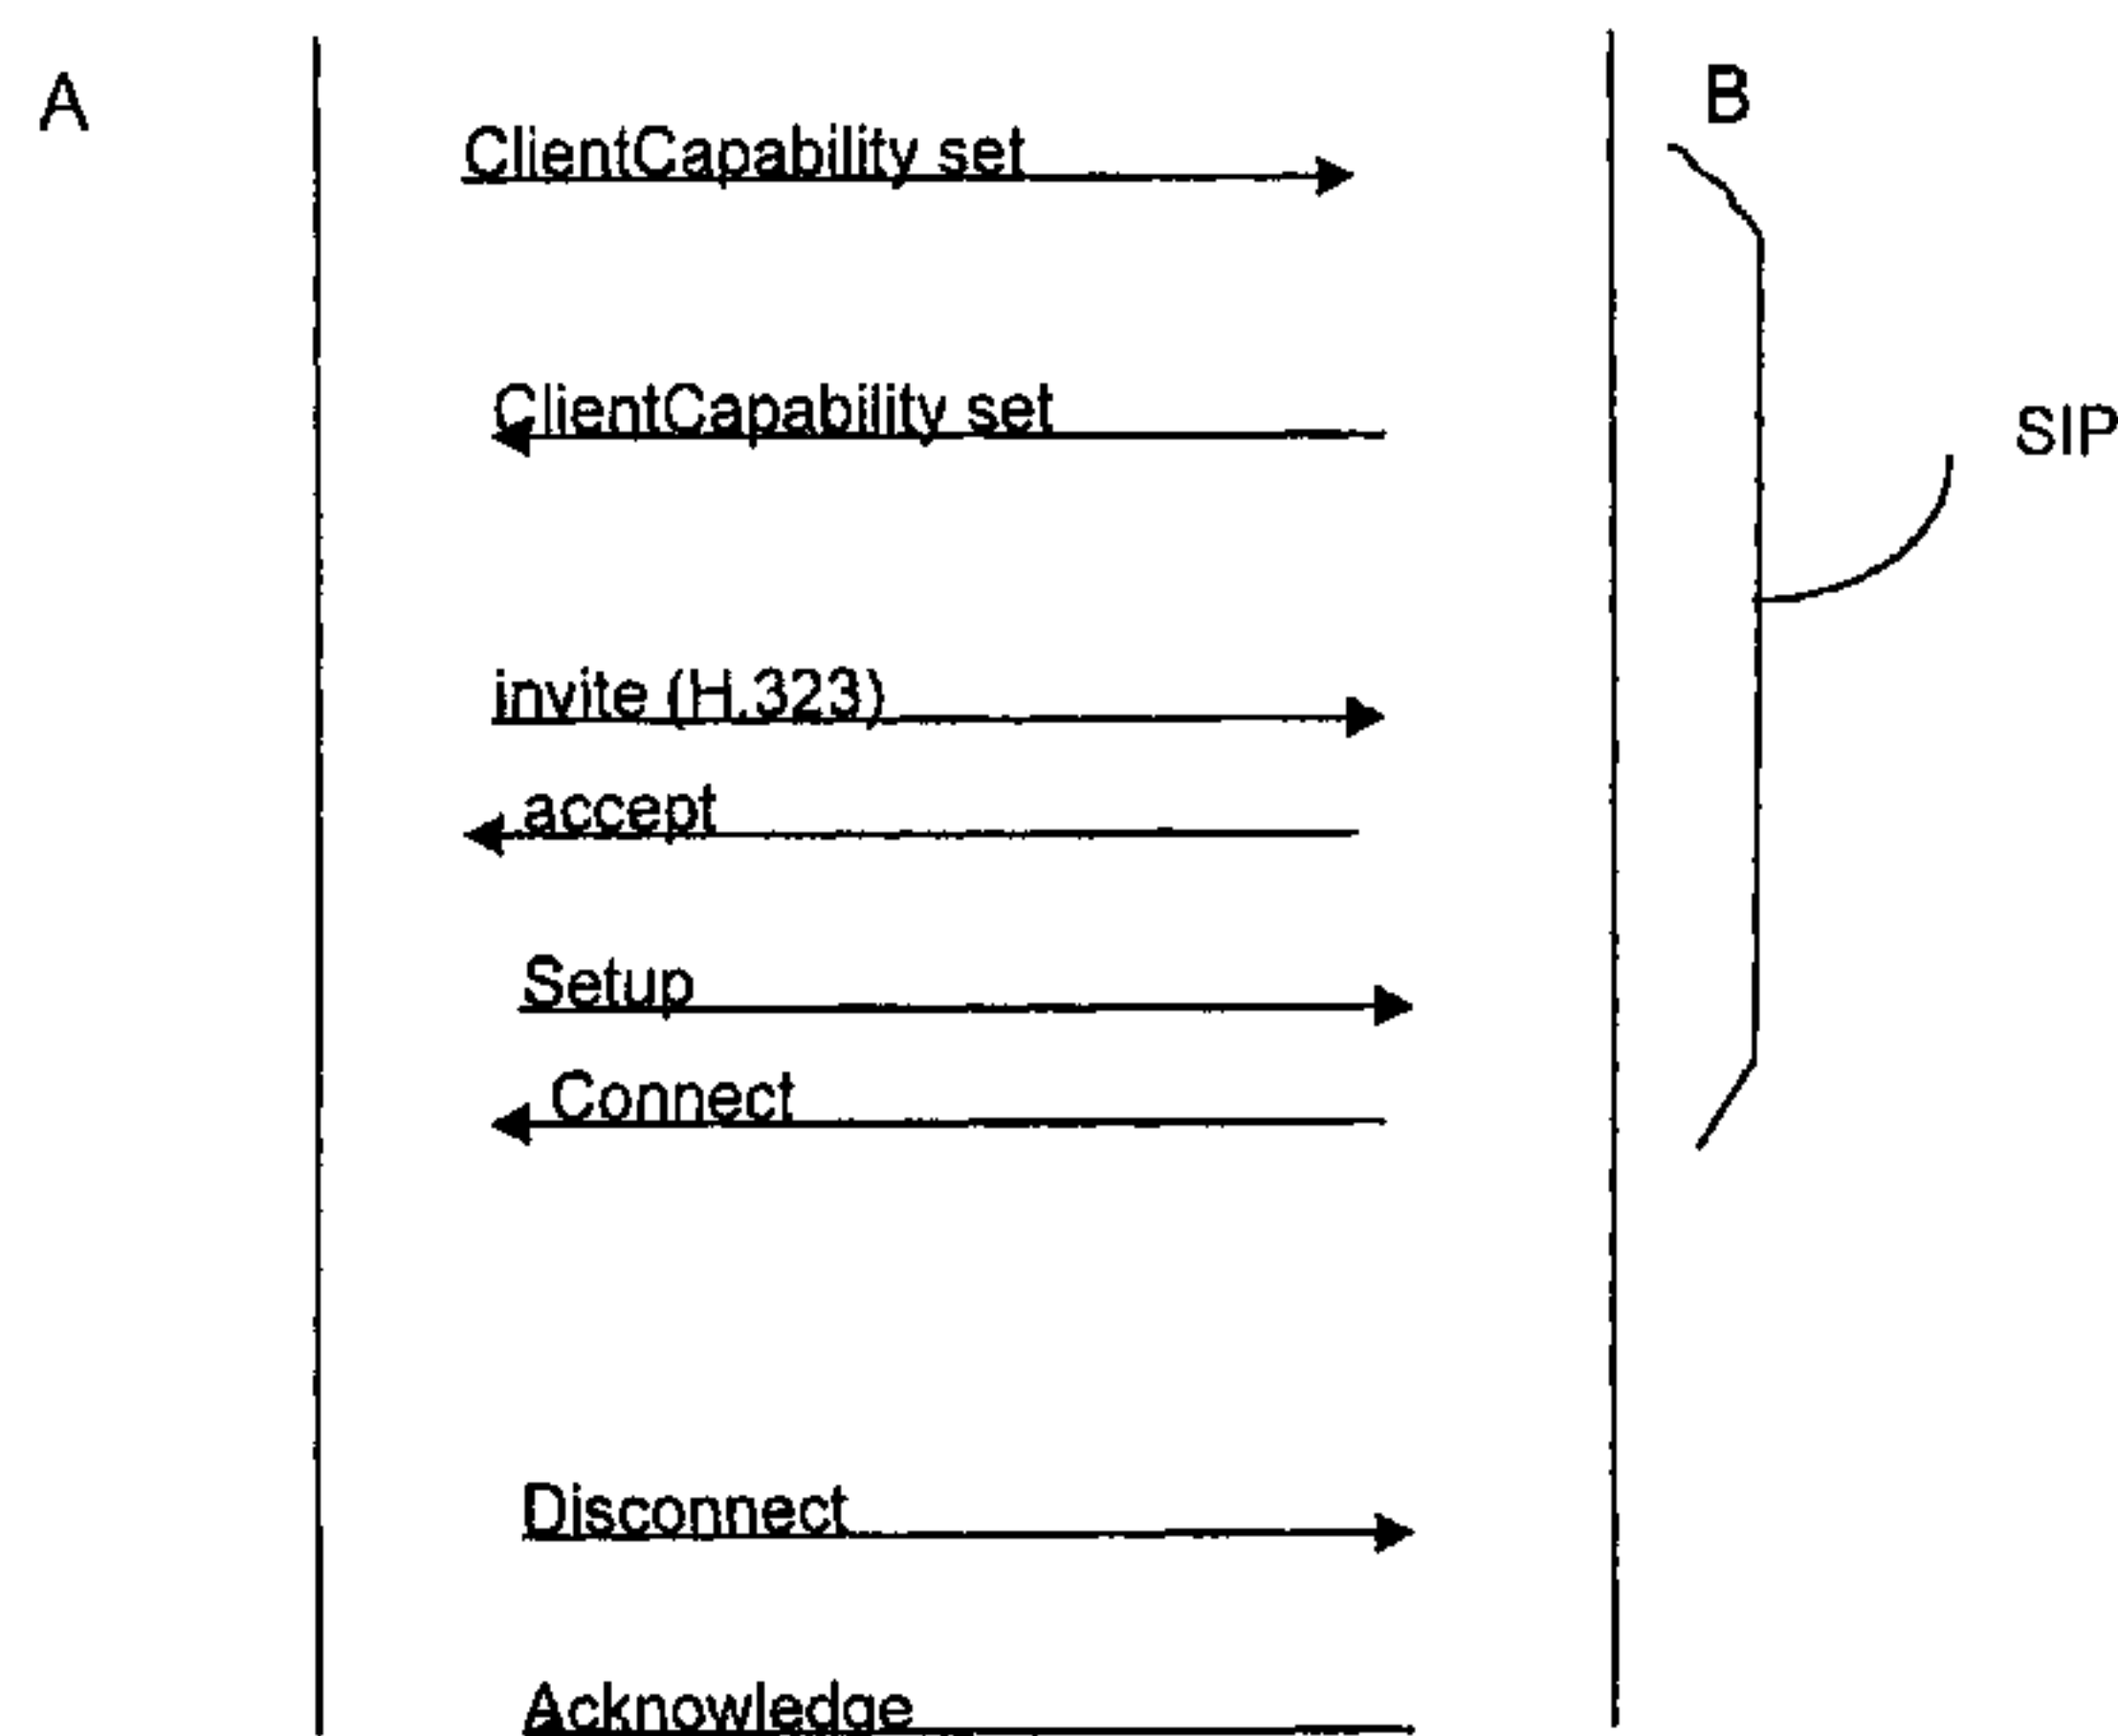 A
B
ClientCapability set
ClientCapability set
SIP
invite (H.323)
accept
Setup
Connect
Disconnect
Acknowledge